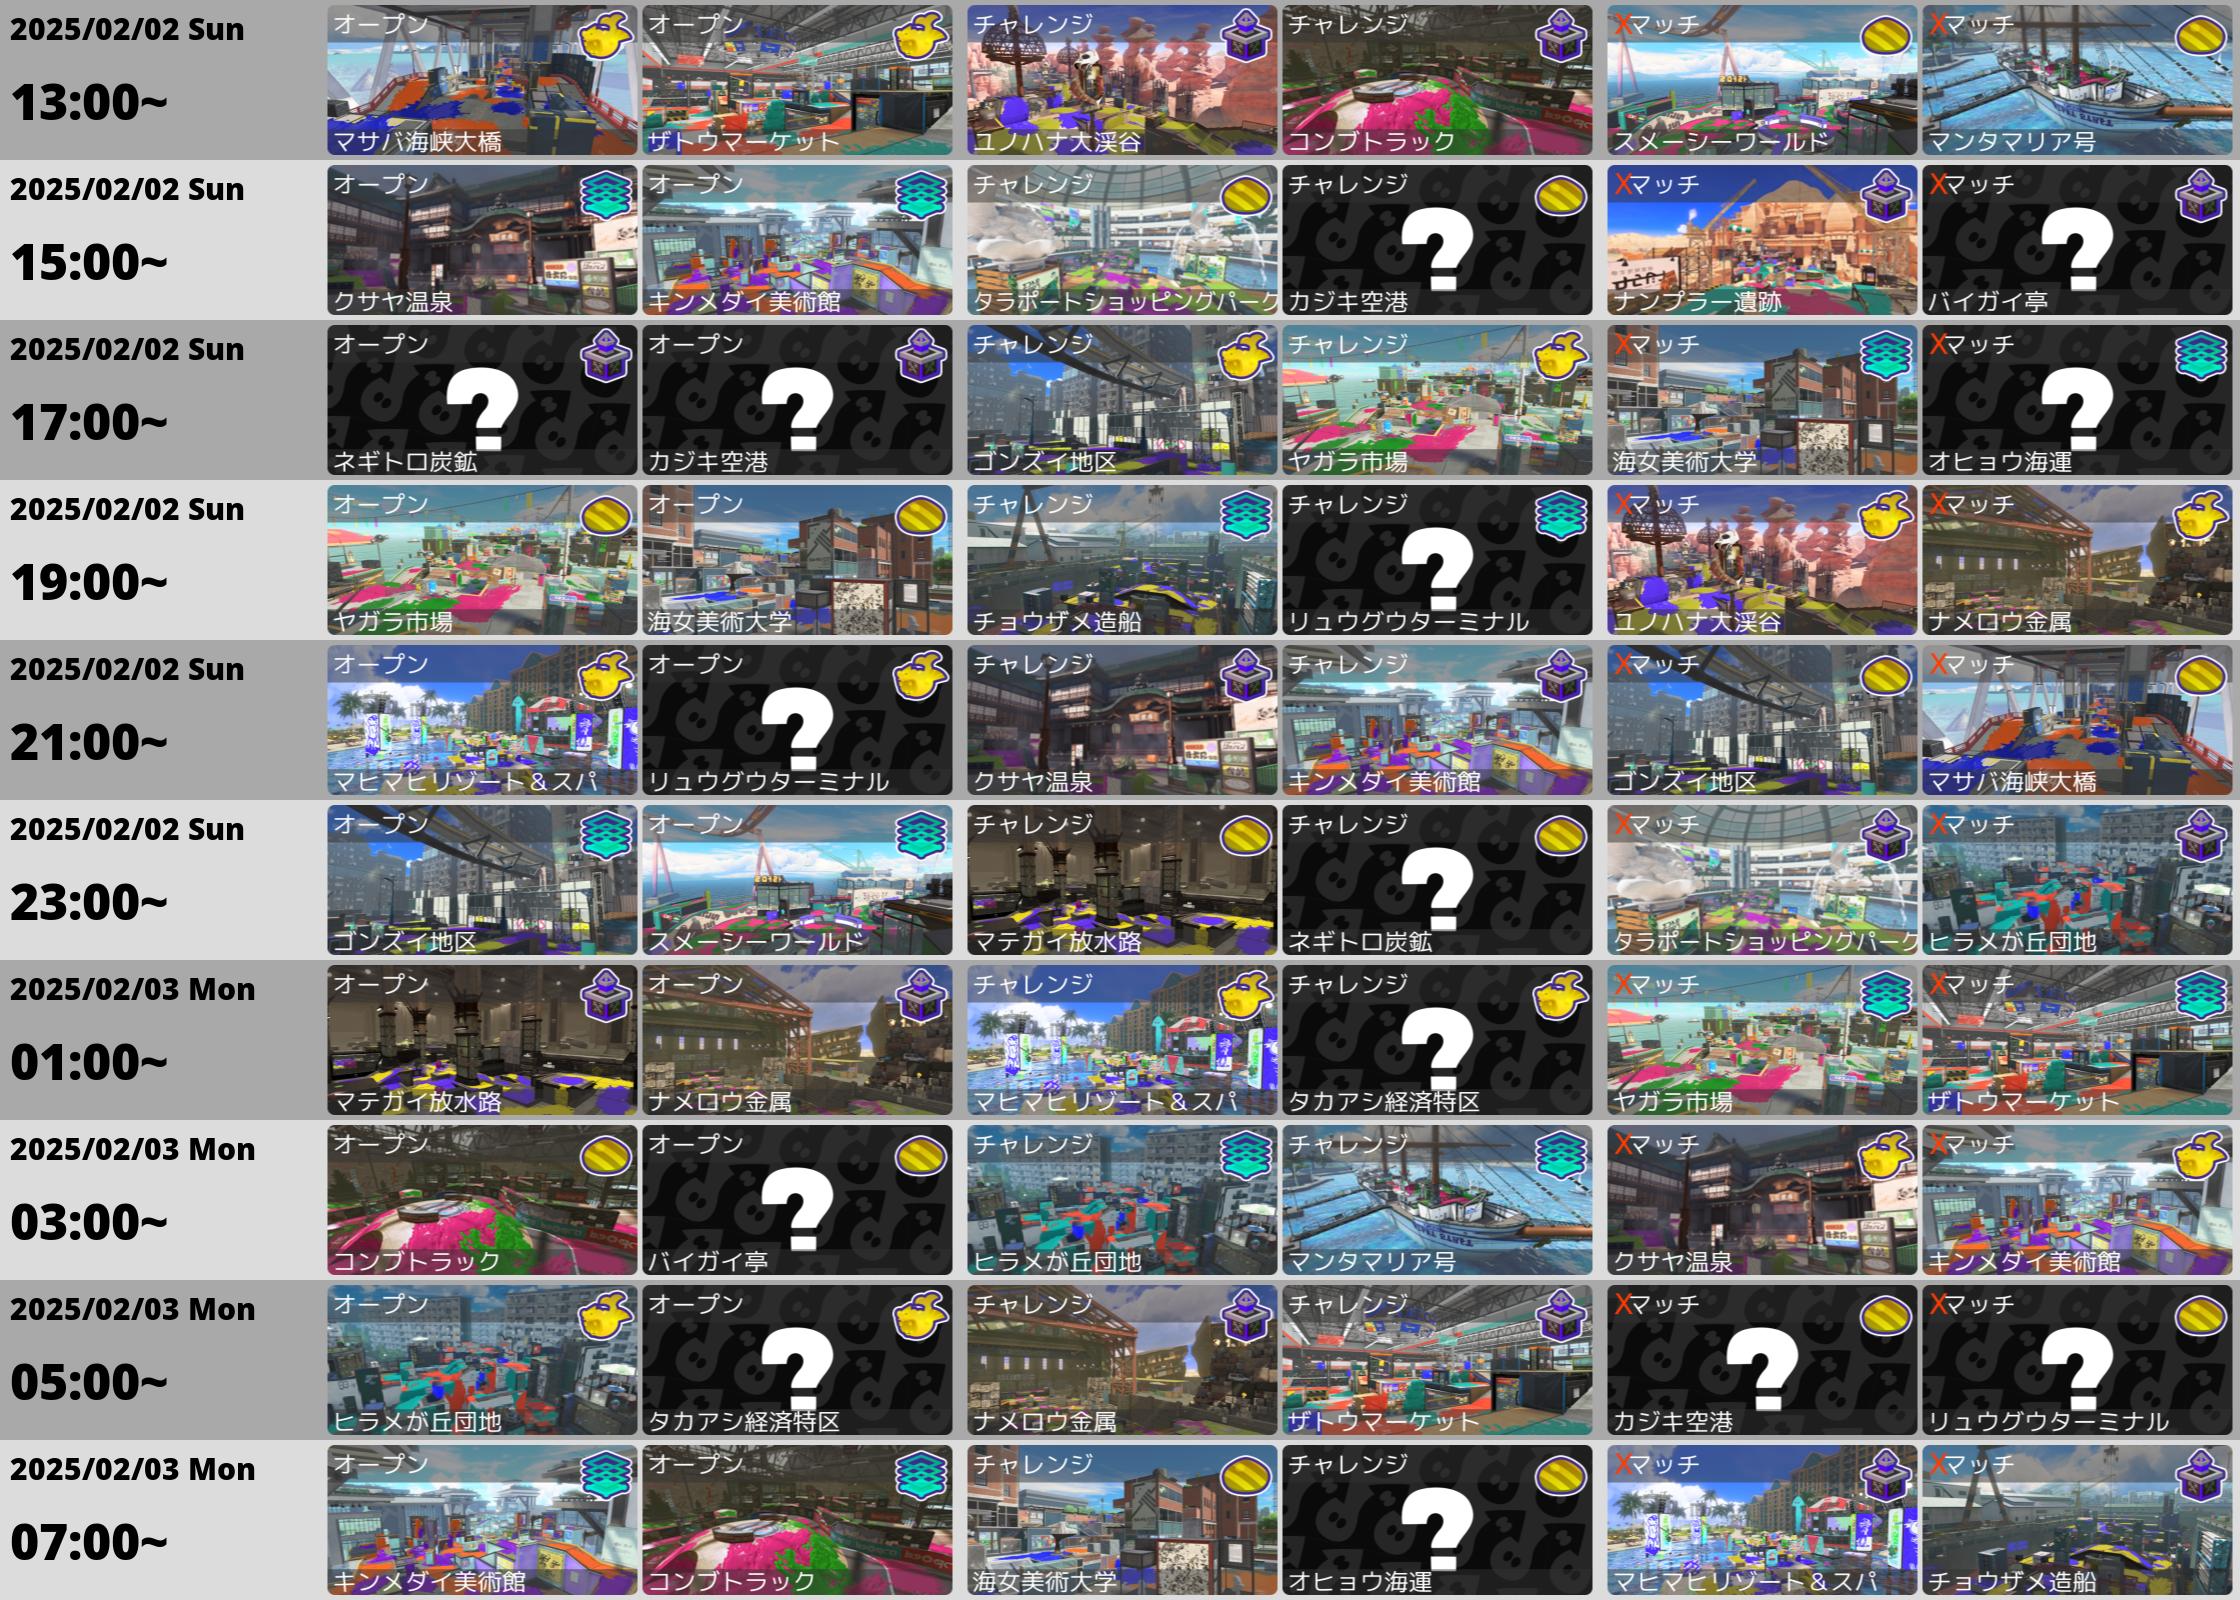 2025/02/02 Sun
13:00~
オープン
マサバ海峡大橋
オープン
ザトウマーケット
チャレンジ
ユノハナ大渓谷
チャレンジ
コンブトラック
Xマッチ
スメーシーワールド
Xマッチ
マンタマリア号
2025/02/02 Sun
15:00~
オープン
クサヤ温泉
オープン
キンメダイ美術館
チャレンジ
タラポートショッピングパーク
チャレンジ
カジキ空港
?
Xマッチ
ナンプラー遺跡
Xマッチ
バイガイ亭
?
2025/02/02 Sun
17:00~
オープン
?
ネギトロ炭鉱
オープン
?
カジキ空港
チャレンジ
ゴンズイ地区
チャレンジ
ヤガラ市場
Xマッチ
海女美術大学
Xマッチ
?
オヒョウ海運
2025/02/02 Sun
19:00~
オープン
ヤガラ市場
オープン
海女美術大学
チャレンジ
チョウザメ造船
チャレンジ
?
リュウグウターミナル
Xマッチ
ユノハナ大渓谷
Xマッチ
ナメロウ金属
2025/02/02 Sun
21:00~
オープン
マヒマヒリゾート&スパ
オープン
?
リュウグウターミナル
チャレンジ
クサヤ温泉
チャレンジ
キンメダイ美術館
Xマッチ
ゴンズイ地区
Xマッチ
マサバ海峡大橋
2025/02/02 Sun
23:00~
オープン
ゴンズイ地区
オープン
スメーシーワールド
チャレンジ
マテガイ放水路
チャレンジ
?
ネギトロ炭鉱
Xマッチ
タラポートショッピングパーク
Xマッチ
ヒラメが丘団地
2025/02/03 Mon
01:00~
オープン
マテガイ放水路
オープン
ナメロウ金属
チャレンジ
マヒマヒリゾート&スパ
チャレンジ
?
タカアシ経済特区
Xマッチ
ヤガラ市場
Xマッチ
ザトウマーケット
2025/02/03 Mon
03:00~
オープン
コンブトラック
オープン
?
バイガイ亭
チャレンジ
ヒラメが丘団地
チャレンジ
マンタマリア号
Xマッチ
クサヤ温泉
Xマッチ
キンメダイ美術館
2025/02/03 Mon
05:00~
オープン
ヒラメが丘団地
オープン
?
タカアシ経済特区
チャレンジ
ナメロウ金属
チャレンジ
ザトウマーケット
Xマッチ
?
カジキ空港
Xマッチ
?
リュウグウターミナル
2025/02/03 Mon
07:00~
オープン
キンメダイ美術館
オープン
コンブトラック
チャレンジ
海女美術大学
チャレンジ
?
オヒョウ海運
Xマッチ
マヒマヒリゾート&スパ
Xマッチ
チョウザメ造船